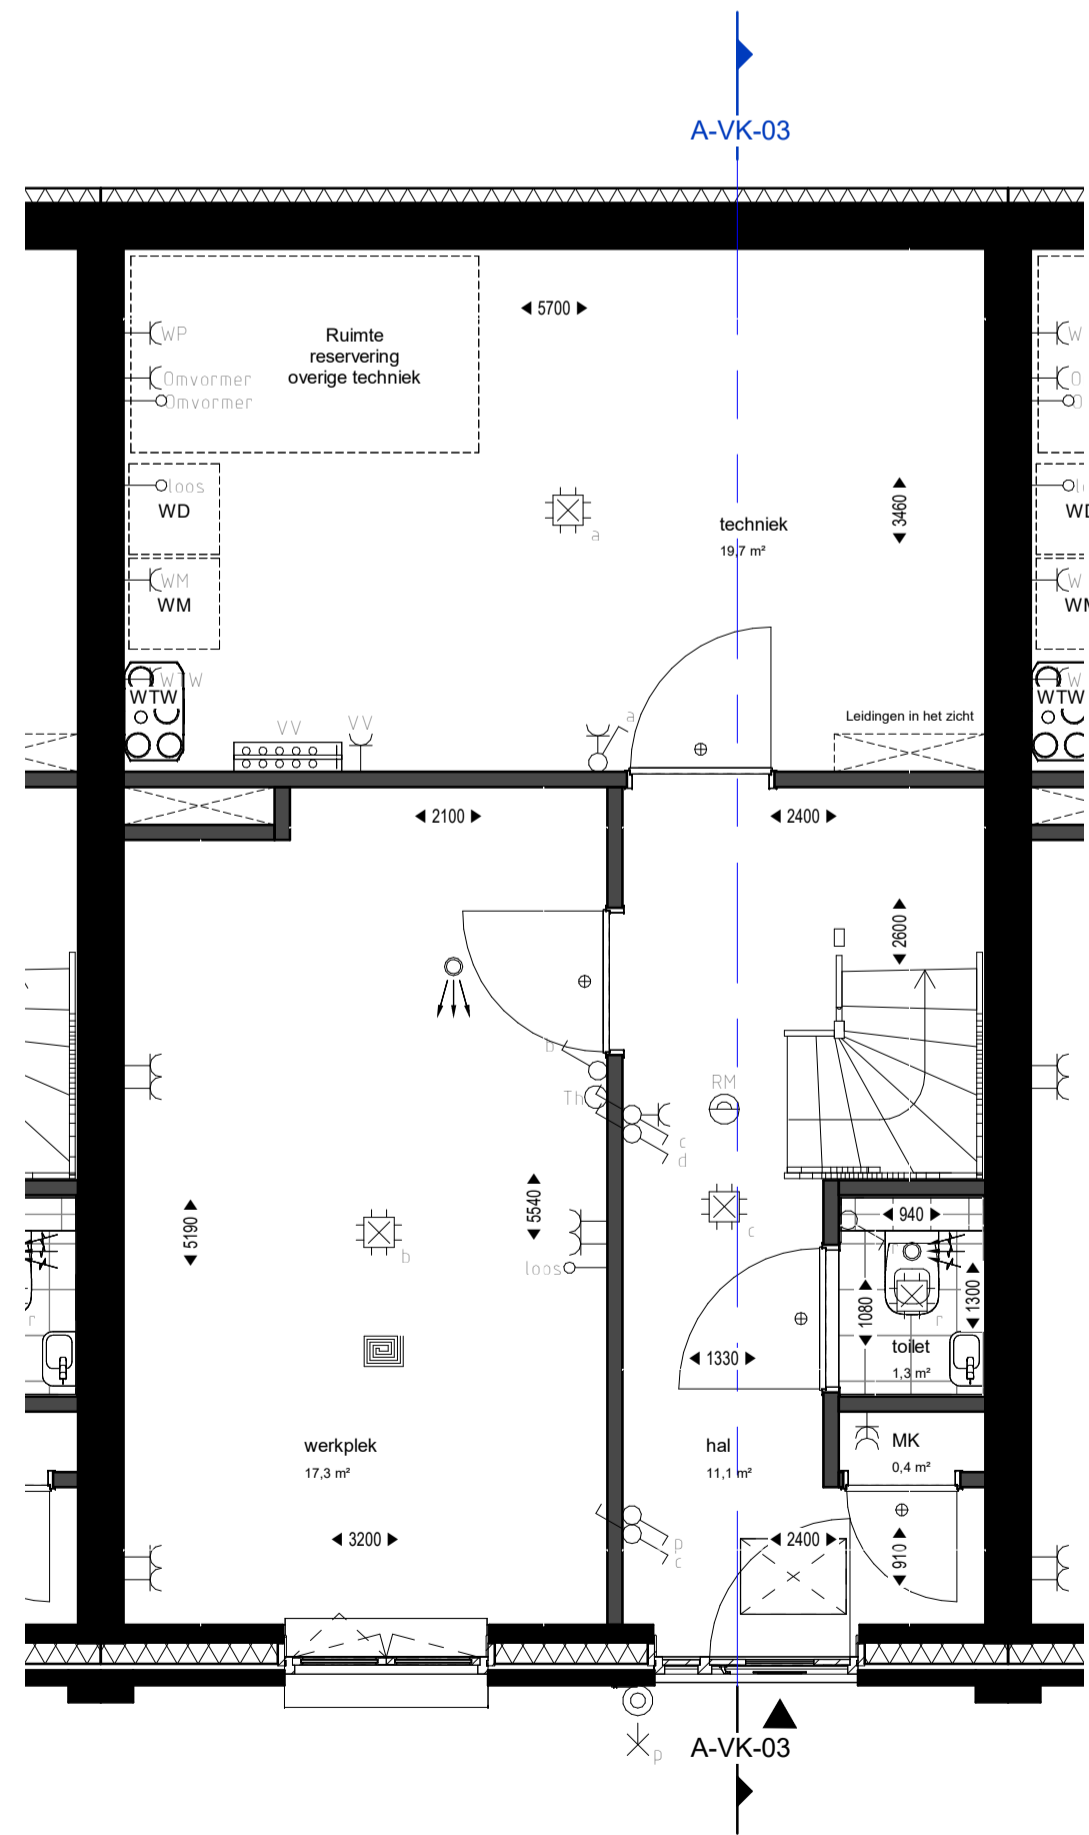 A-VK-03
5700
WP
Ruimte
reservering
overige techniek
Omvormer
Omvormer
W
O
loos
WD
3460
techniek
19,7 m²
a
WM
WM
W
WTW
WTW
W
WTW
VV
VV
a
Leidingen in het zicht
2100
2400
2600
b
Th
RM
c
d
5190
5540
940
b
c
r
loos
1080
1300
r
r
1330
toilet
1,3 m²
werkplek
17,3 m²
hal
11,1 m²
MK
0,4 m²
3200
2400
910
p
c
p
A-VK-03